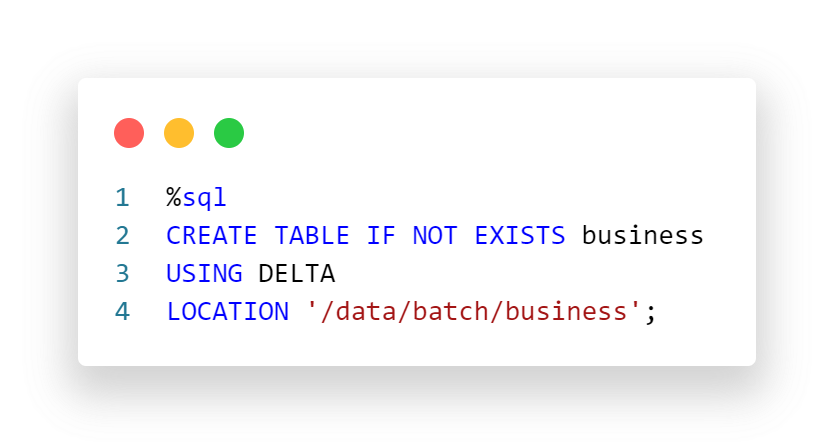 1 %sql
2 CREATE TABLE IF NOT EXISTS business
3 USING DELTA
4 LOCATION '/data/batch/business';